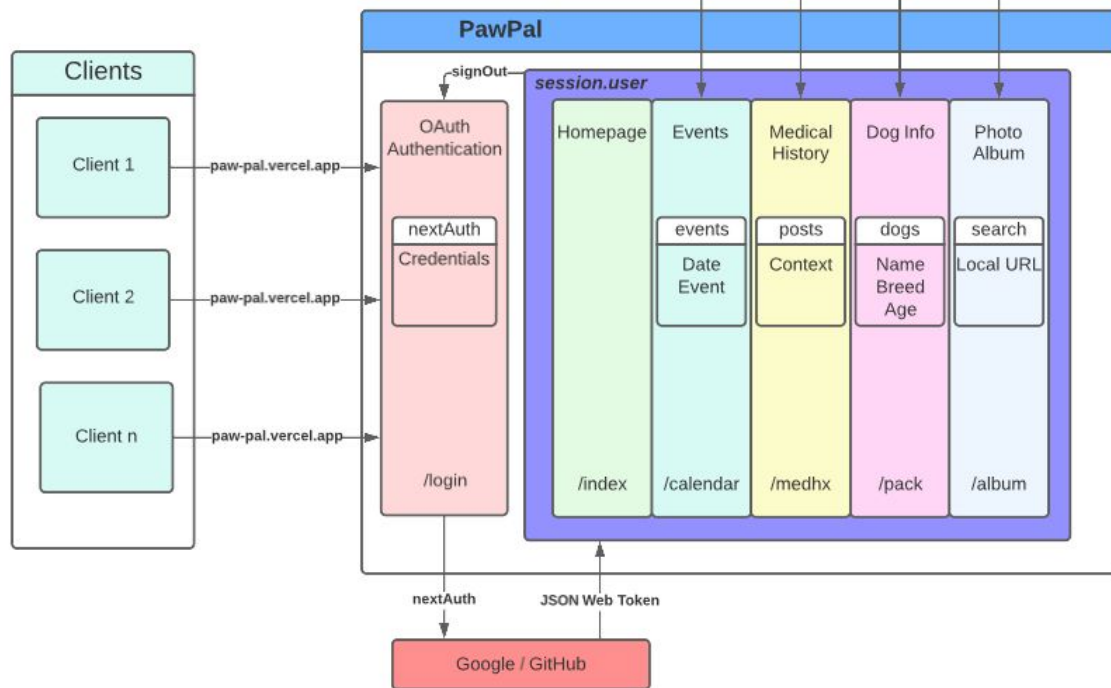 PawPal
Clients
Client 1
Client 2
Client n
paw-pal.vercel.app
paw-pal.vercel.app
paw-pal.vercel.app
signOut
OAuth
Authentication
nextAuth
Credentials
/login
session.user
Homepage
/index
Events
events
Date
Event
/calendar
Medical
History
posts
Context
/medhx
Dog Info
dogs
Name
Breed
Age
/pack
Photo
Album
search
Local URL
/album
nextAuth
JSON Web Token
Google / GitHub